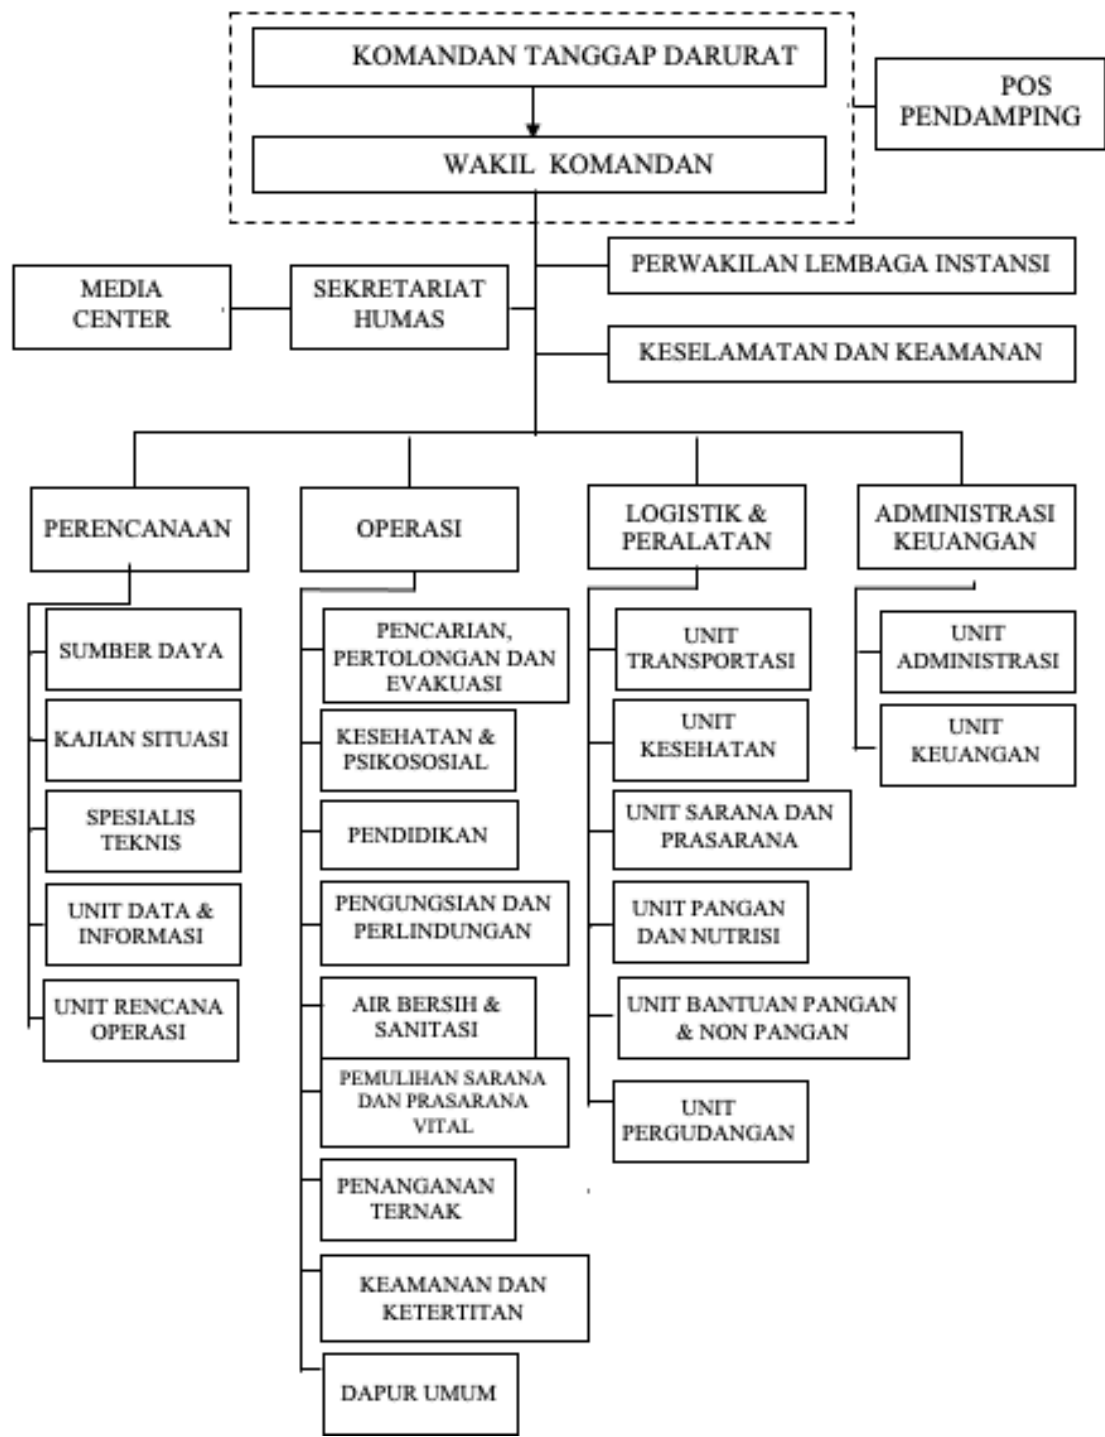 KOMANDAN TANGGAP DARURAT
POS
PENDAMPING
WAKIL KOMANDAN
PERWAKILAN LEMBAGA INSTANSI
MEDIA
CENTER
SEKRETARIAT
HUMAS
KESELAMATAN DAN KEAMANAN
PERENCANAAN
OPERASI
LOGISTIK &
PERALATAN
ADMINISTRASI
KEUANGAN
SUMBER DAYA
KAJIAN SITUASI
SPESIALIS
TEKNIS
UNIT DATA &
INFORMASI
UNIT RENCANA
OPERASI
PENCARIAN,
PERTOLONGAN DAN
EVAKUASI
KESEHATAN &
PSIKOSOSIAL
PENDIDIKAN
PENGUNGSIAN DAN
PERLINDUNGAN
AIR BERSIH &
SANITASI
PEMULIHAN SARANA
DAN PRASARANA
VITAL
PENANGANAN
TERNAK
KEAMANAN DAN
KETERTITAN
DAPUR UMUM
UNIT
TRANSPORTASI
UNIT
KESEHATAN
UNIT SARANA DAN
PRASARANA
UNIT PANGAN
DAN NUTRISI
UNIT BANTUAN PANGAN
& NON PANGAN
UNIT
PERGUDANGAN
UNIT
ADMINISTRASI
UNIT
KEUANGAN